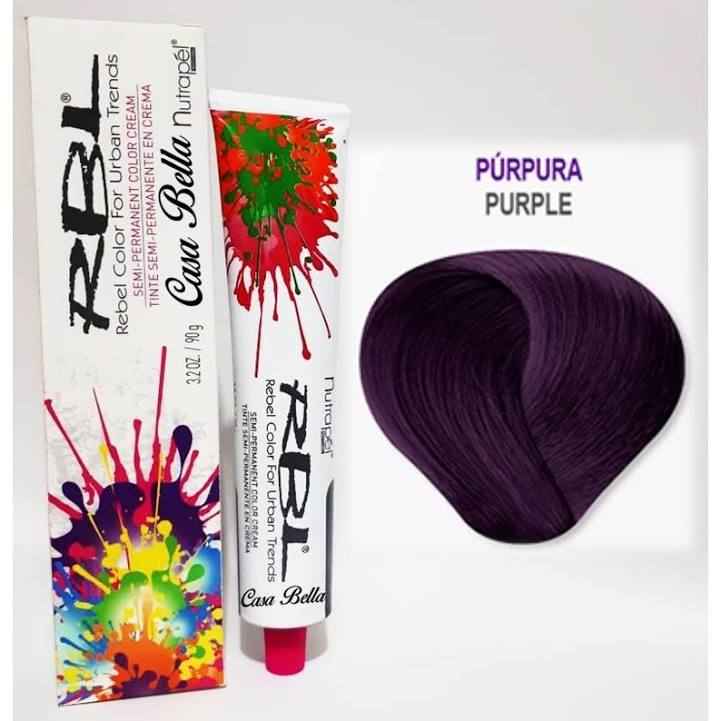 RBL®
Rebel Color For Urban Trends
SEMI-PERMANENT COLOR CREAM
TINTE SEMI-PERMANENTE EN CREMA
Casa Bella Nutrapél®
3.2 OZ. / 90 g
Nutrapél
RBL®
Rebel Color For Urban Trends
SEMI-PERMANENT COLOR CREAM
TINTE SEMI-PERMANENTE EN CREMA
Casa Bella
PÚRPURA
PURPLE